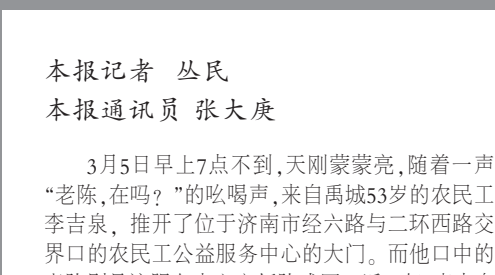 本报记者 丛民
本报通讯员 张大庚
3月5日早上7点不到,天刚蒙蒙亮,随着一声
“老陈,在吗？”的吆喝声,来自禹城53岁的农民工
李吉泉，推开了位于济南市经六路与二环西路交
界口的农民工公益服务中心的大门。而他口中的